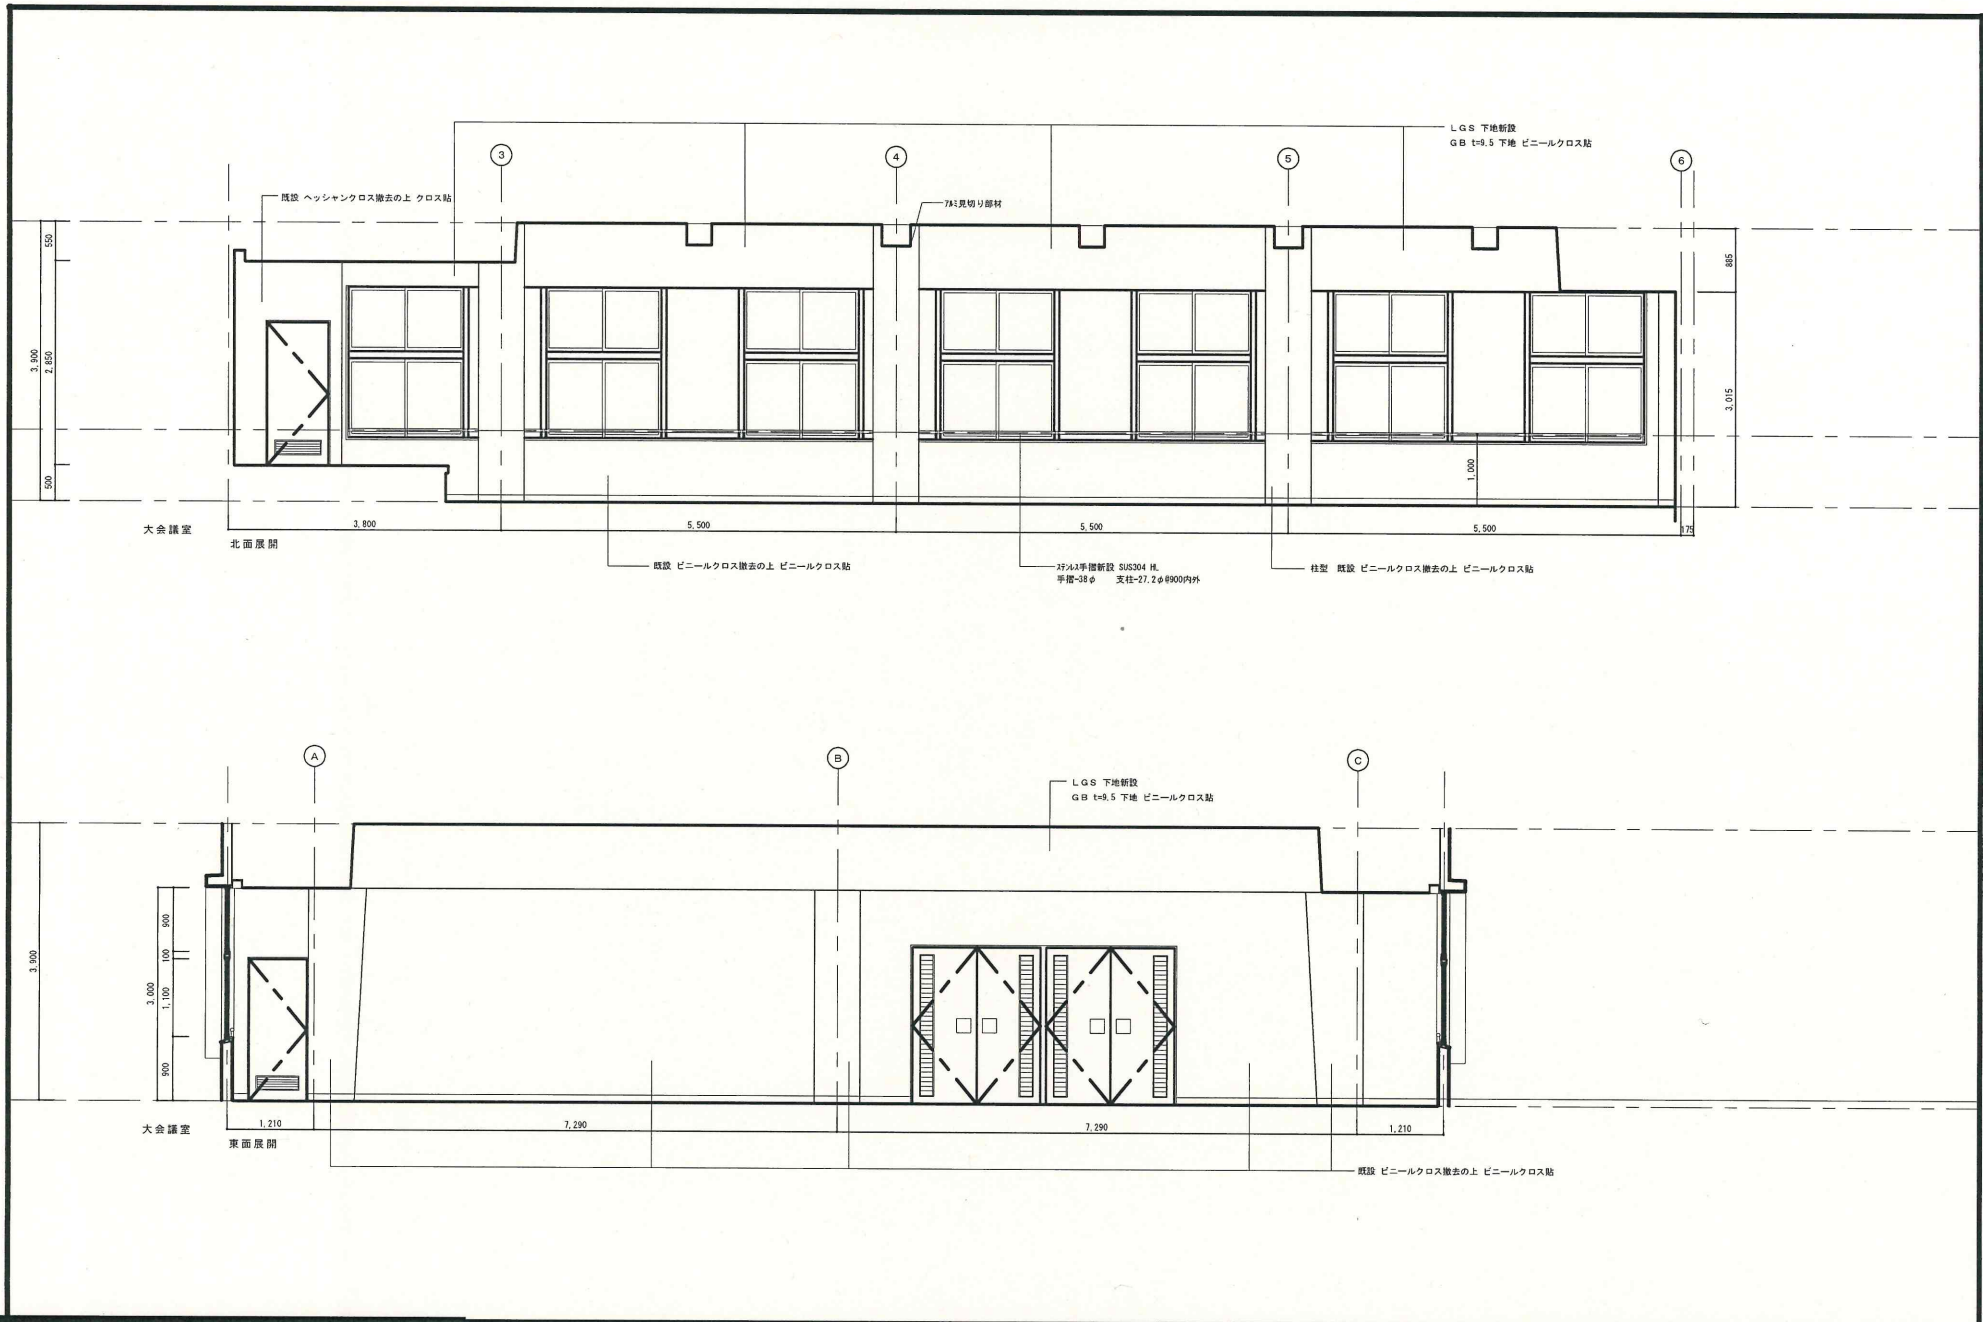 LGS 下地新設
GB t=9.5 下地 ビニールクロス貼
3
4
5
6
既設 ヘッシャンクロス撤去の上 クロス貼
アルミ見切り部材
550
3,900
2,850
500
885
3,015
1,000
3,800
5,500
5,500
5,500
175
大会議室
北面展開
既設 ビニールクロス撤去の上 ビニールクロス貼
ステンレス手摺新設 SUS304 HL
手摺-38φ 支柱-27.2φ@900内外
柱型 既設 ビニールクロス撤去の上 ビニールクロス貼
A
B
C
LGS 下地新設
GB t=9.5 下地 ビニールクロス貼
3,900
3,000
900
100
1,100
900
1,210
7,290
7,290
1,210
大会議室
東面展開
既設 ビニールクロス撤去の上 ビニールクロス貼